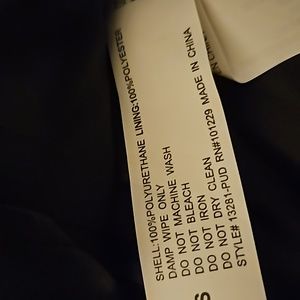 SHELL:100%POLYURETHANE LINING:100%POLYESTER
DAMP WIPE ONLY
DO NOT MACHINE WASH
DO NOT BLEACH
DO NOT IRON
DO NOT DRY CLEAN
STYLE# 13281-PUD RN#101229 MADE IN CHINA
S